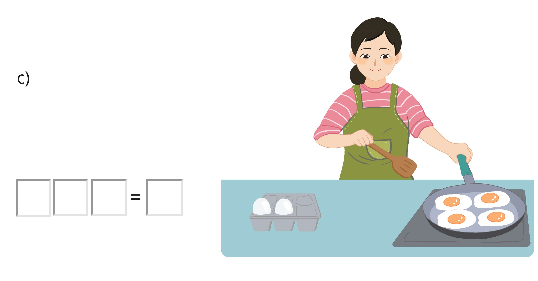 c)
=